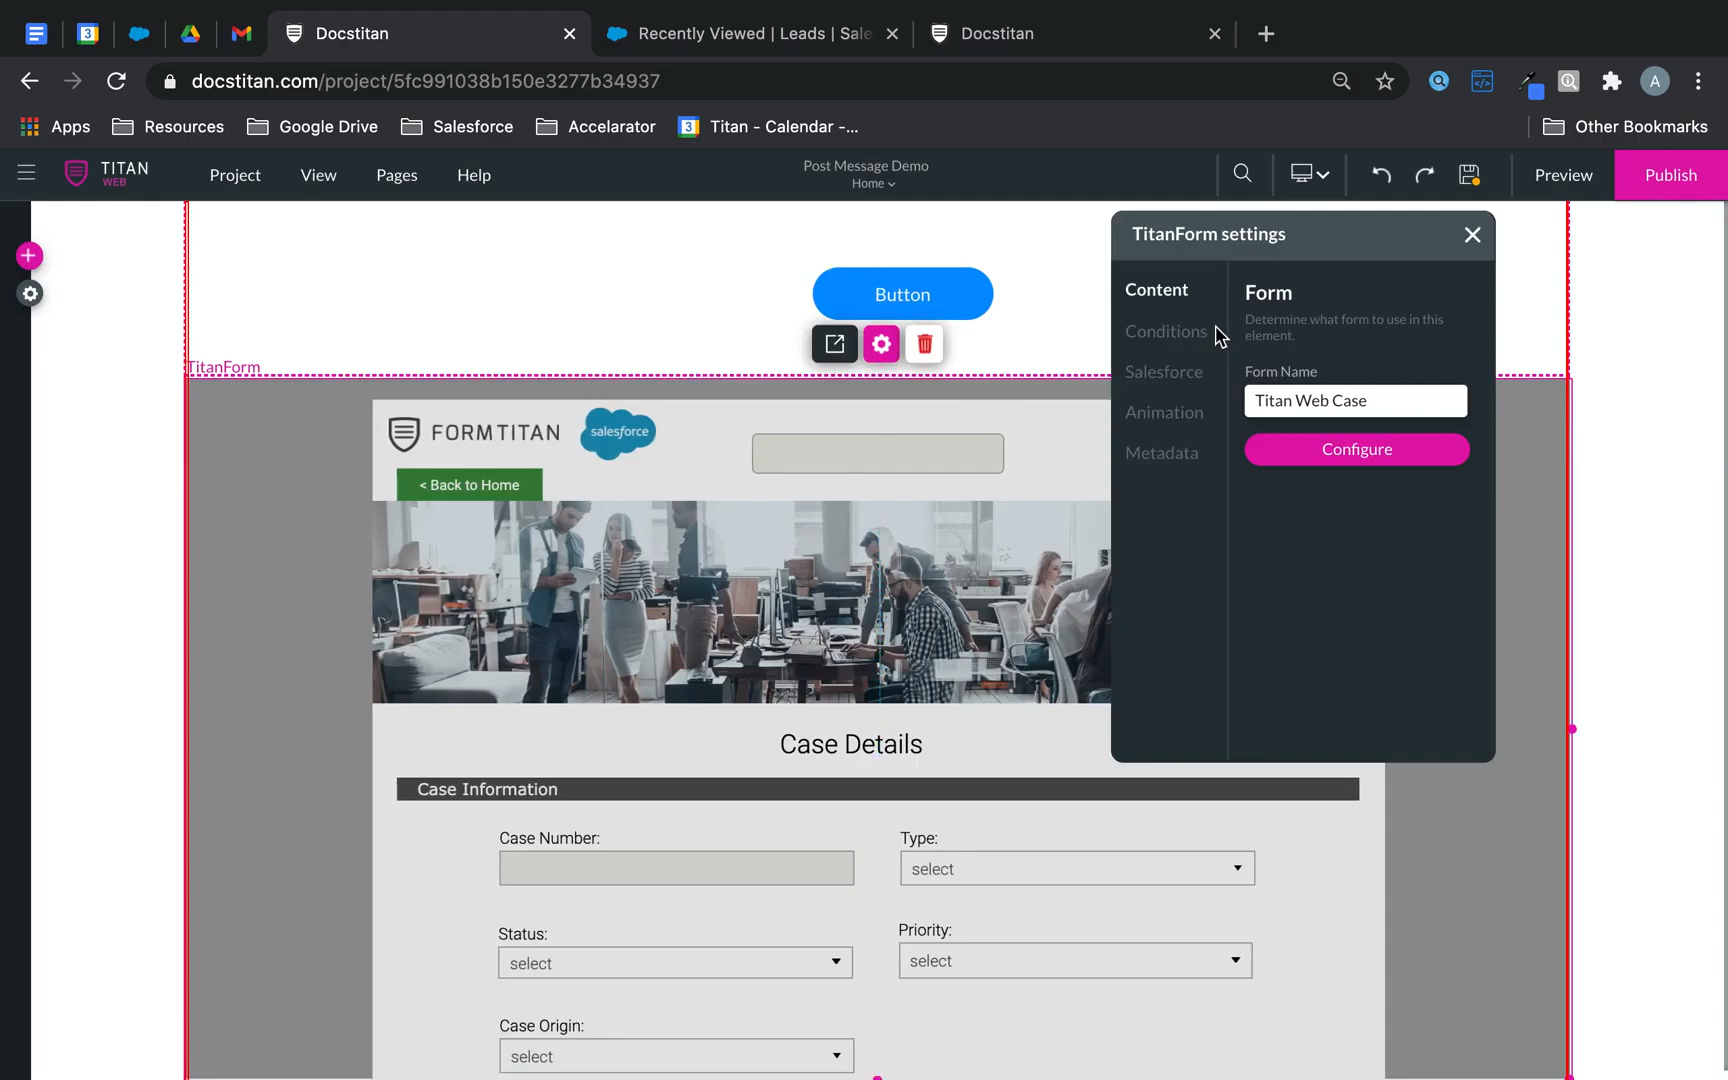 Docstitan
Recently Viewed | Leads | Sale
Docstitan
docstitan.com/project/5fc991038b150e3277b34937
A
Apps
Resources
Google Drive
Salesforce
Accelarator
3
Titan - Calendar -...
Other Bookmarks
TITAN
WEB
Project
View
Pages
Help
Post Message Demo
Home
Preview
Publish
TitanForm settings
Button
Content
Conditions
Salesforce
Animation
Metadata
Form
Determine what form to use in this
element.
Form Name
Titan Web Case
Configure
TitanForm
FORMTITAN
salesforce
< Back to Home
Case Details
Case Information
Case Number:
Type:
select
Status:
select
Priority:
select
Case Origin:
select